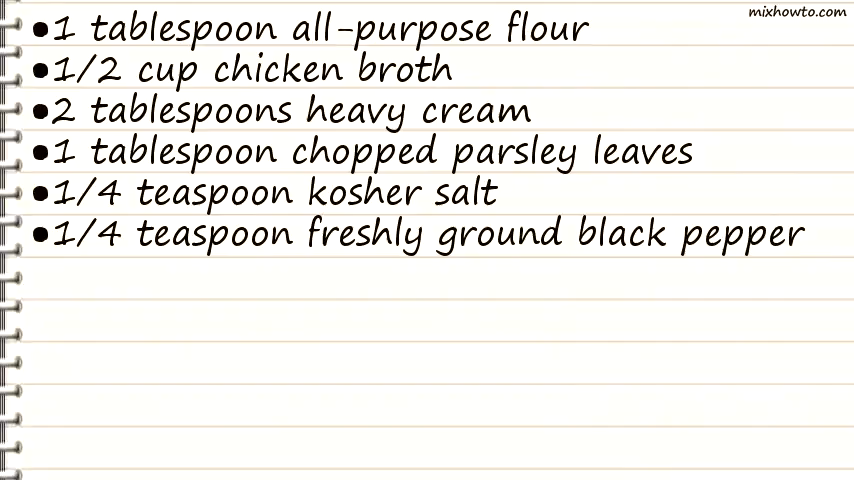 mixhowto.com
•1 tablespoon all-purpose flour
•1/2 cup chicken broth
•2 tablespoons heavy cream
•1 tablespoon chopped parsley leaves
•1/4 teaspoon kosher salt
•1/4 teaspoon freshly ground black pepper